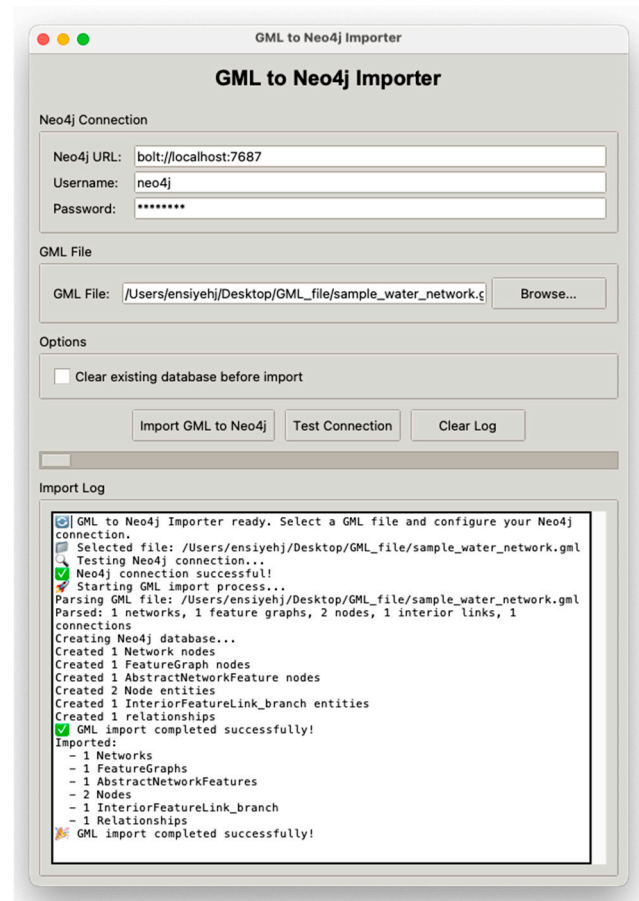 GML to Neo4j Importer
GML to Neo4j Importer
Neo4j Connection
Neo4j URL: bolt://localhost:7687
Username: neo4j
Password: ********
GML File
GML File: /Users/ensiyehj/Desktop/GML_file/sample_water_network.g
Browse...
Options
Clear existing database before import
Import GML to Neo4j
Test Connection
Clear Log
Import Log
GML to Neo4j Importer ready. Select a GML file and configure your Neo4j
connection.
Selected file: /Users/ensiyehj/Desktop/GML_file/sample_water_network.gml
Testing Neo4j connection...
Neo4j connection successful!
Starting GML import process...
Parsing GML file: /Users/ensiyehj/Desktop/GML_file/sample_water_network.gml
Parsed: 1 networks, 1 feature graphs, 2 nodes, 1 interior links, 1
connections
Creating Neo4j database...
Created 1 Network nodes
Created 1 FeatureGraph nodes
Created 1 AbstractNetworkFeature nodes
Created 2 Node entities
Created 1 InteriorFeatureLink_branch entities
Created 1 relationships
GML import completed successfully!
Imported:
- 1 Networks
- 1 FeatureGraphs
- 1 AbstractNetworkFeatures
- 2 Nodes
- 1 InteriorFeatureLink_branch
- 1 Relationships
GML import completed successfully!